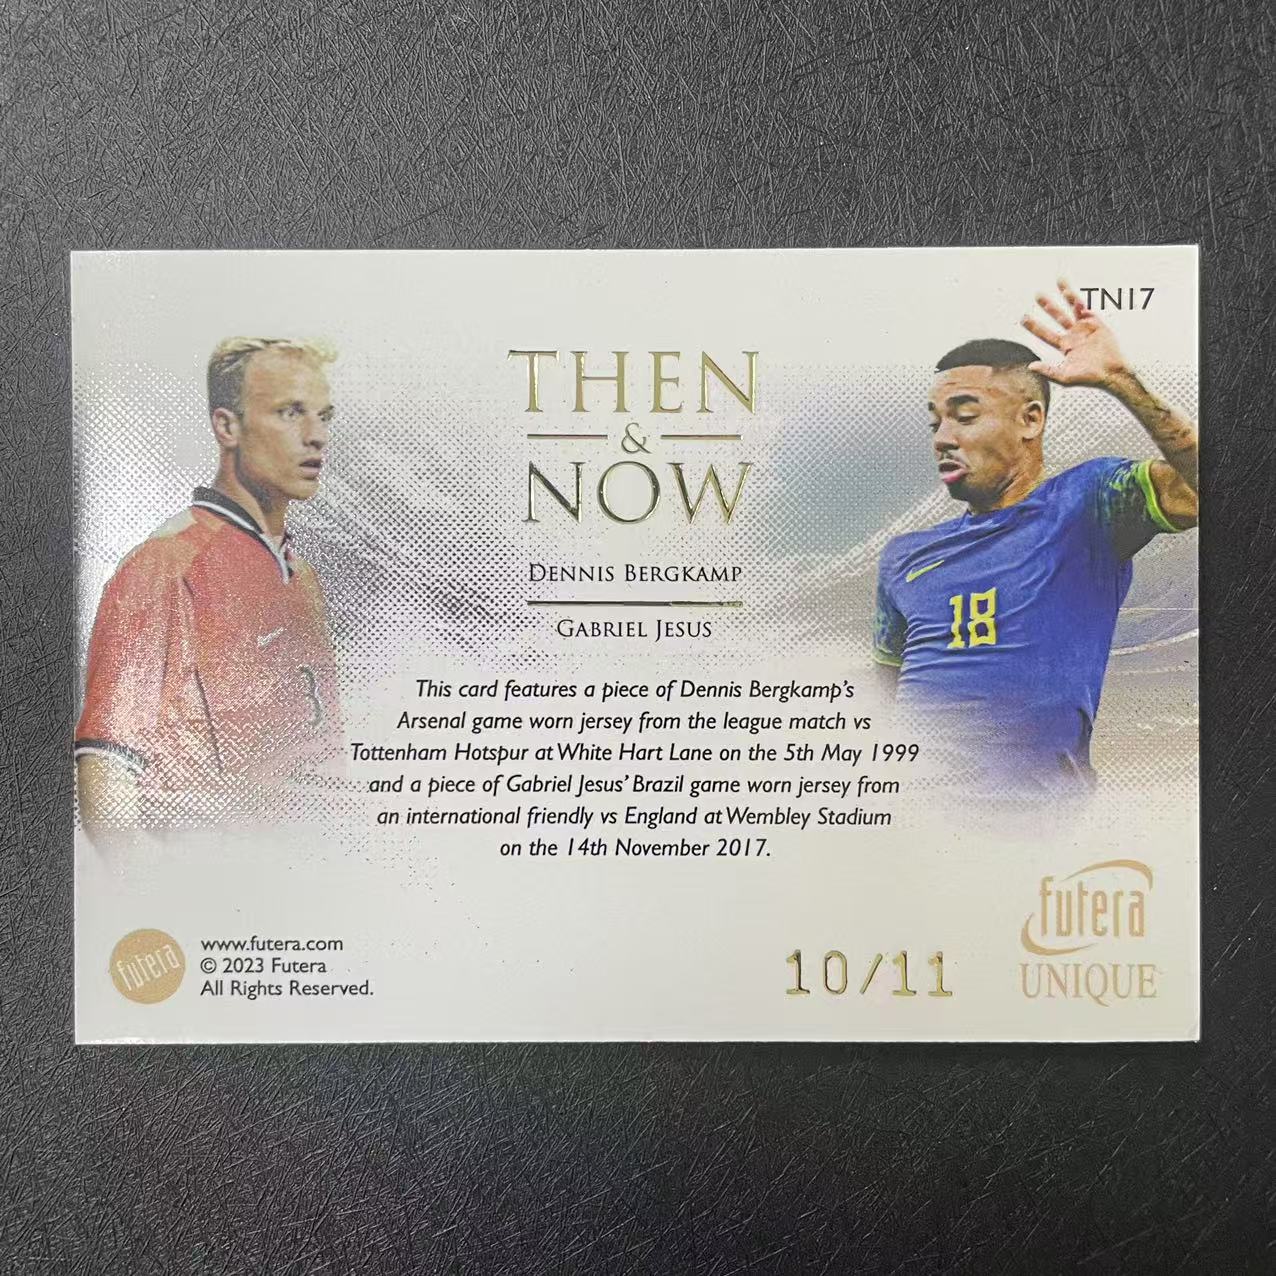 TN17
THEN
&
NOW
DENNIS BERGKAMP
GABRIEL JESUS
18
This card features a piece of Dennis Bergkamp's
Arsenal game worn jersey from the league match vs
Tottenham Hotspur at White Hart Lane on the 5th May 1999
and a piece of Gabriel Jesus' Brazil game worn jersey from
an international friendly vs England at Wembley Stadium
on the 14th November 2017.
futera
www.futera.com
© 2023 Futera
All Rights Reserved.
10/11
futera
UNIQUE